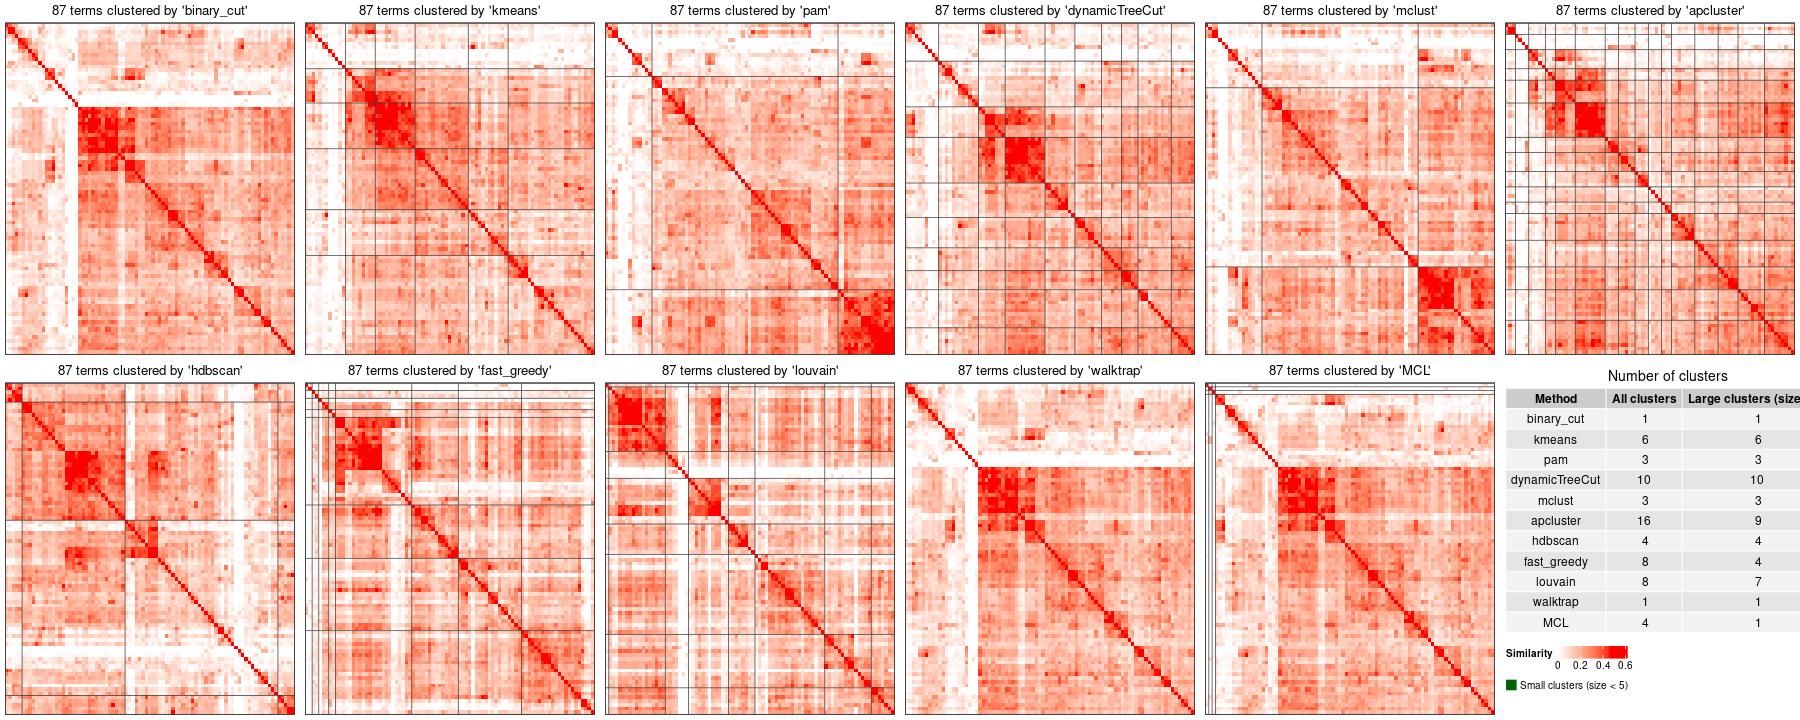 87 terms clustered by 'binary_cut'
87 terms clustered by 'kmeans'
87 terms clustered by 'pam'
87 terms clustered by 'dynamicTreeCut'
87 terms clustered by 'mclust'
87 terms clustered by 'apcluster'
87 terms clustered by 'hdbscan'
87 terms clustered by 'fast_greedy'
87 terms clustered by 'louvain'
87 terms clustered by 'walktrap'
87 terms clustered by 'MCL'
Number of clusters
Method All clusters Large clusters (size
binary_cut 1 1
kmeans 6 6
pam 3 3
dynamicTreeCut 10 10
mclust 3 3
apcluster 16 9
hdbscan 4 4
fast_greedy 8 4
louvain 8 7
walktrap 1 1
MCL 4 1
Similarity
0 0.2 0.4 0.6
Small clusters (size < 5)